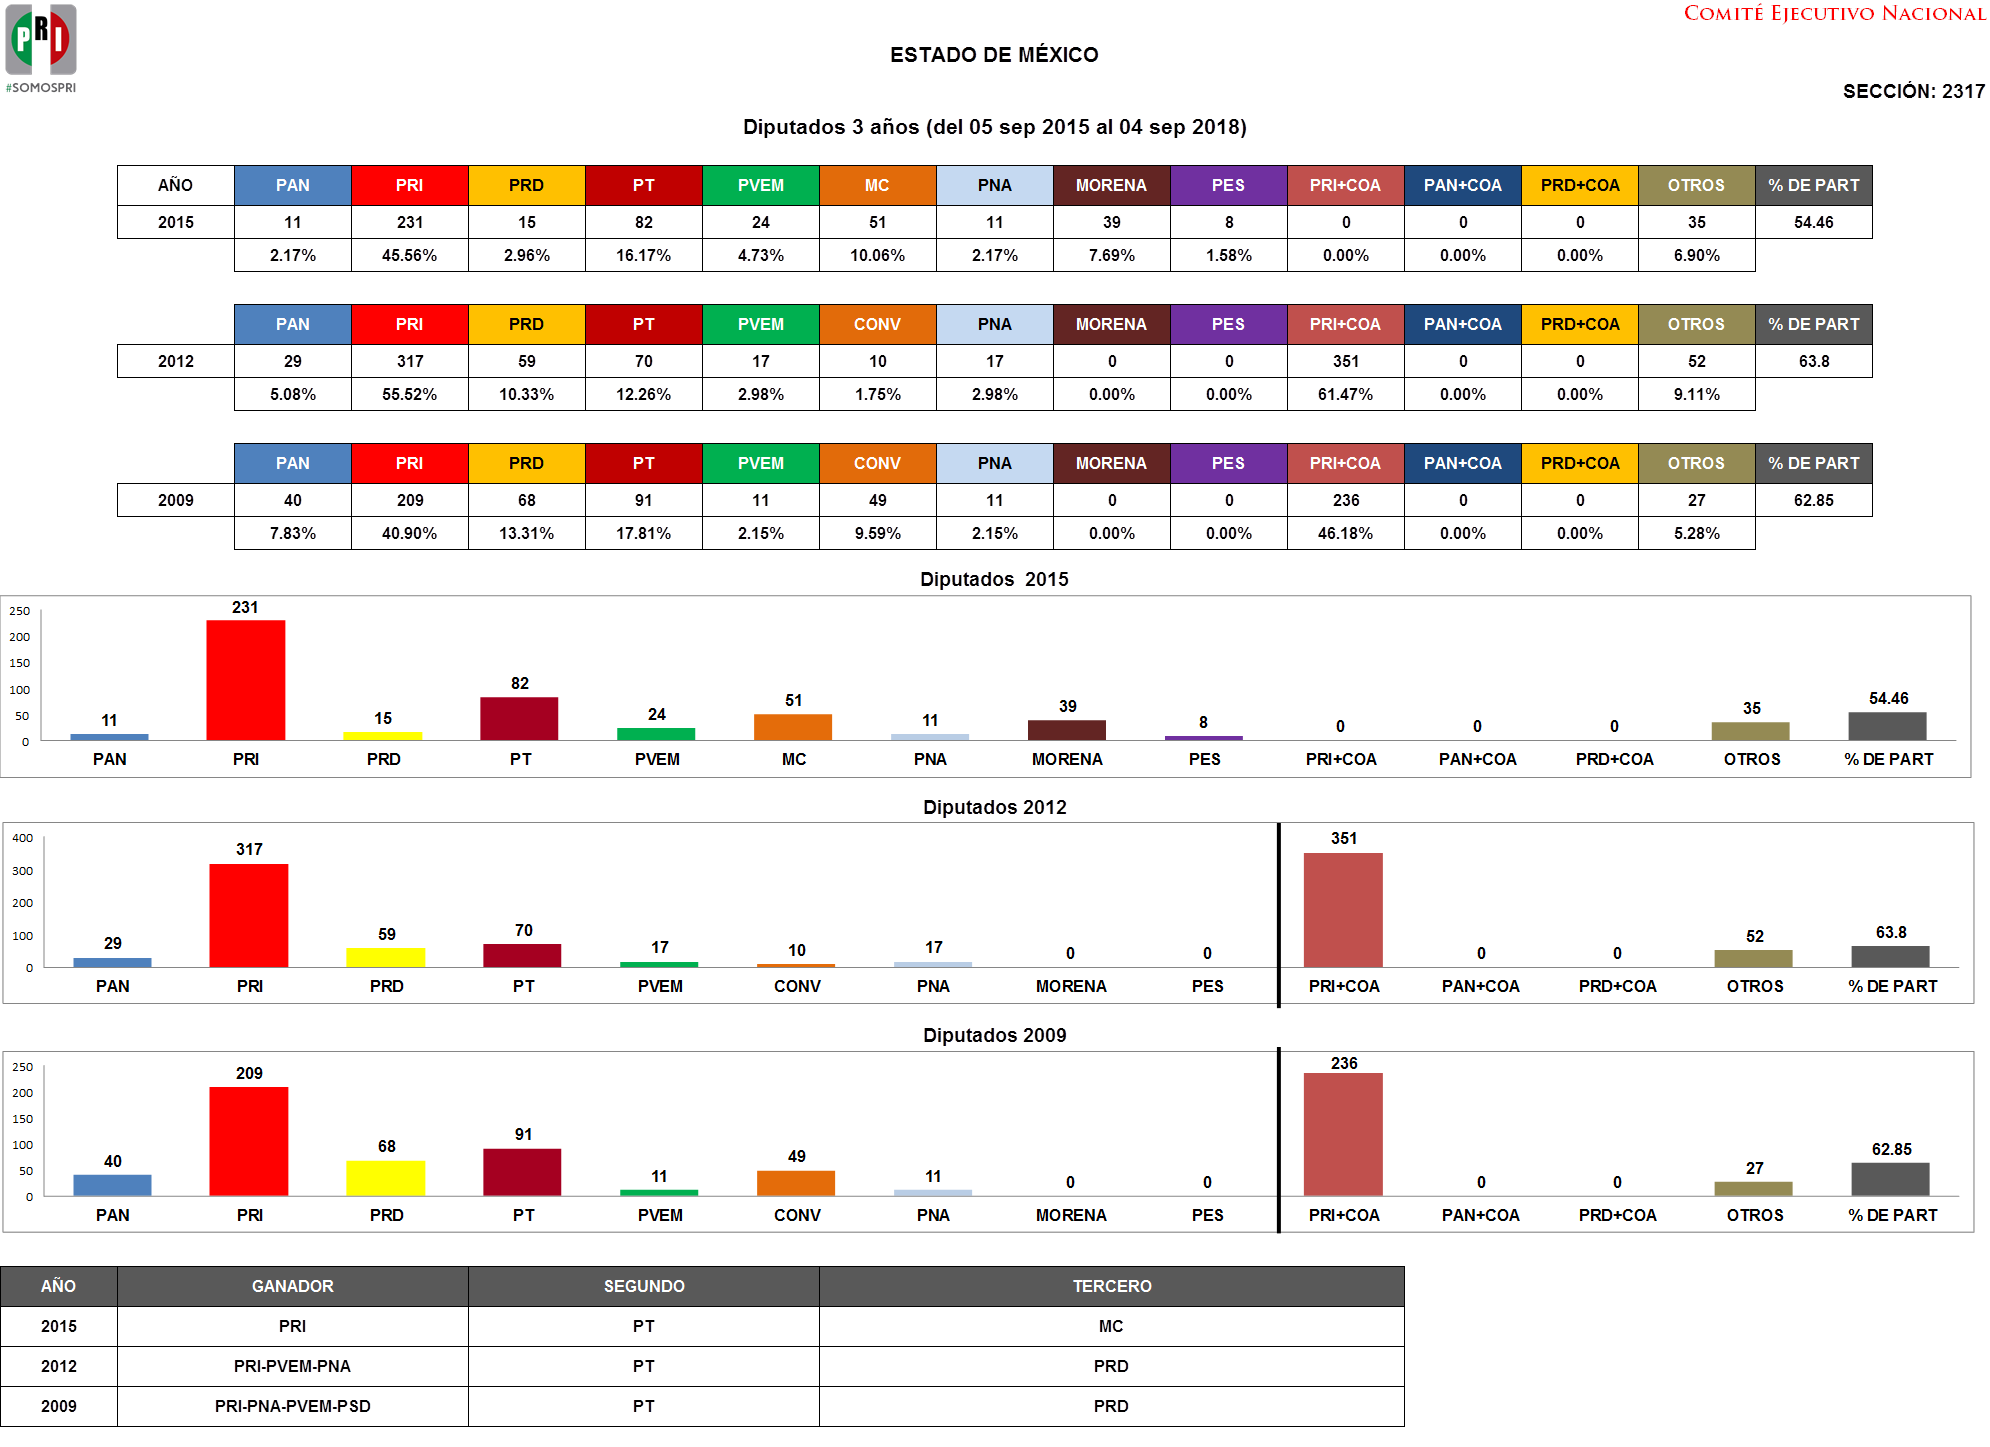 PRI
#SOMOSPRI
COMITÉ EJECUTIVO NACIONAL
ESTADO DE MÉXICO
SECCIÓN: 2317
Diputados 3 años (del 05 sep 2015 al 04 sep 2018)
AÑO PAN PRI PRD PT PVEM MC PNA MORENA PES PRI+COA PAN+COA PRD+COA OTROS % DE PART
2015 11 231 15 82 24 51 11 39 8 0 0 0 35 54.46
2.17% 45.56% 2.96% 16.17% 4.73% 10.06% 2.17% 7.69% 1.58% 0.00% 0.00% 0.00% 6.90%
PAN PRI PRD PT PVEM CONV PNA MORENA PES PRI+COA PAN+COA PRD+COA OTROS % DE PART
2012 29 317 59 70 17 10 17 0 0 351 0 0 52 63.8
5.08% 55.52% 10.33% 12.26% 2.98% 1.75% 2.98% 0.00% 0.00% 61.47% 0.00% 0.00% 9.11%
PAN PRI PRD PT PVEM CONV PNA MORENA PES PRI+COA PAN+COA PRD+COA OTROS % DE PART
2009 40 209 68 91 11 49 11 0 0 236 0 0 27 62.85
7.83% 40.90% 13.31% 17.81% 2.15% 9.59% 2.15% 0.00% 0.00% 46.18% 0.00% 0.00% 5.28%
Diputados 2015
250
200
150
100
50
0
11 231 15 82 24 51 11 39 8 0 0 0 35 54.46
PAN PRI PRD PT PVEM MC PNA MORENA PES PRI+COA PAN+COA PRD+COA OTROS % DE PART
Diputados 2012
400
300
200
100
0
29 317 59 70 17 10 17 0 0 351 0 0 52 63.8
PAN PRI PRD PT PVEM CONV PNA MORENA PES PRI+COA PAN+COA PRD+COA OTROS % DE PART
Diputados 2009
250
200
150
100
50
0
40 209 68 91 11 49 11 0 0 236 0 0 27 62.85
PAN PRI PRD PT PVEM CONV PNA MORENA PES PRI+COA PAN+COA PRD+COA OTROS % DE PART
AÑO GANADOR SEGUNDO TERCERO
2015 PRI PT MC
2012 PRI-PVEM-PNA PT PRD
2009 PRI-PNA-PVEM-PSD PT PRD